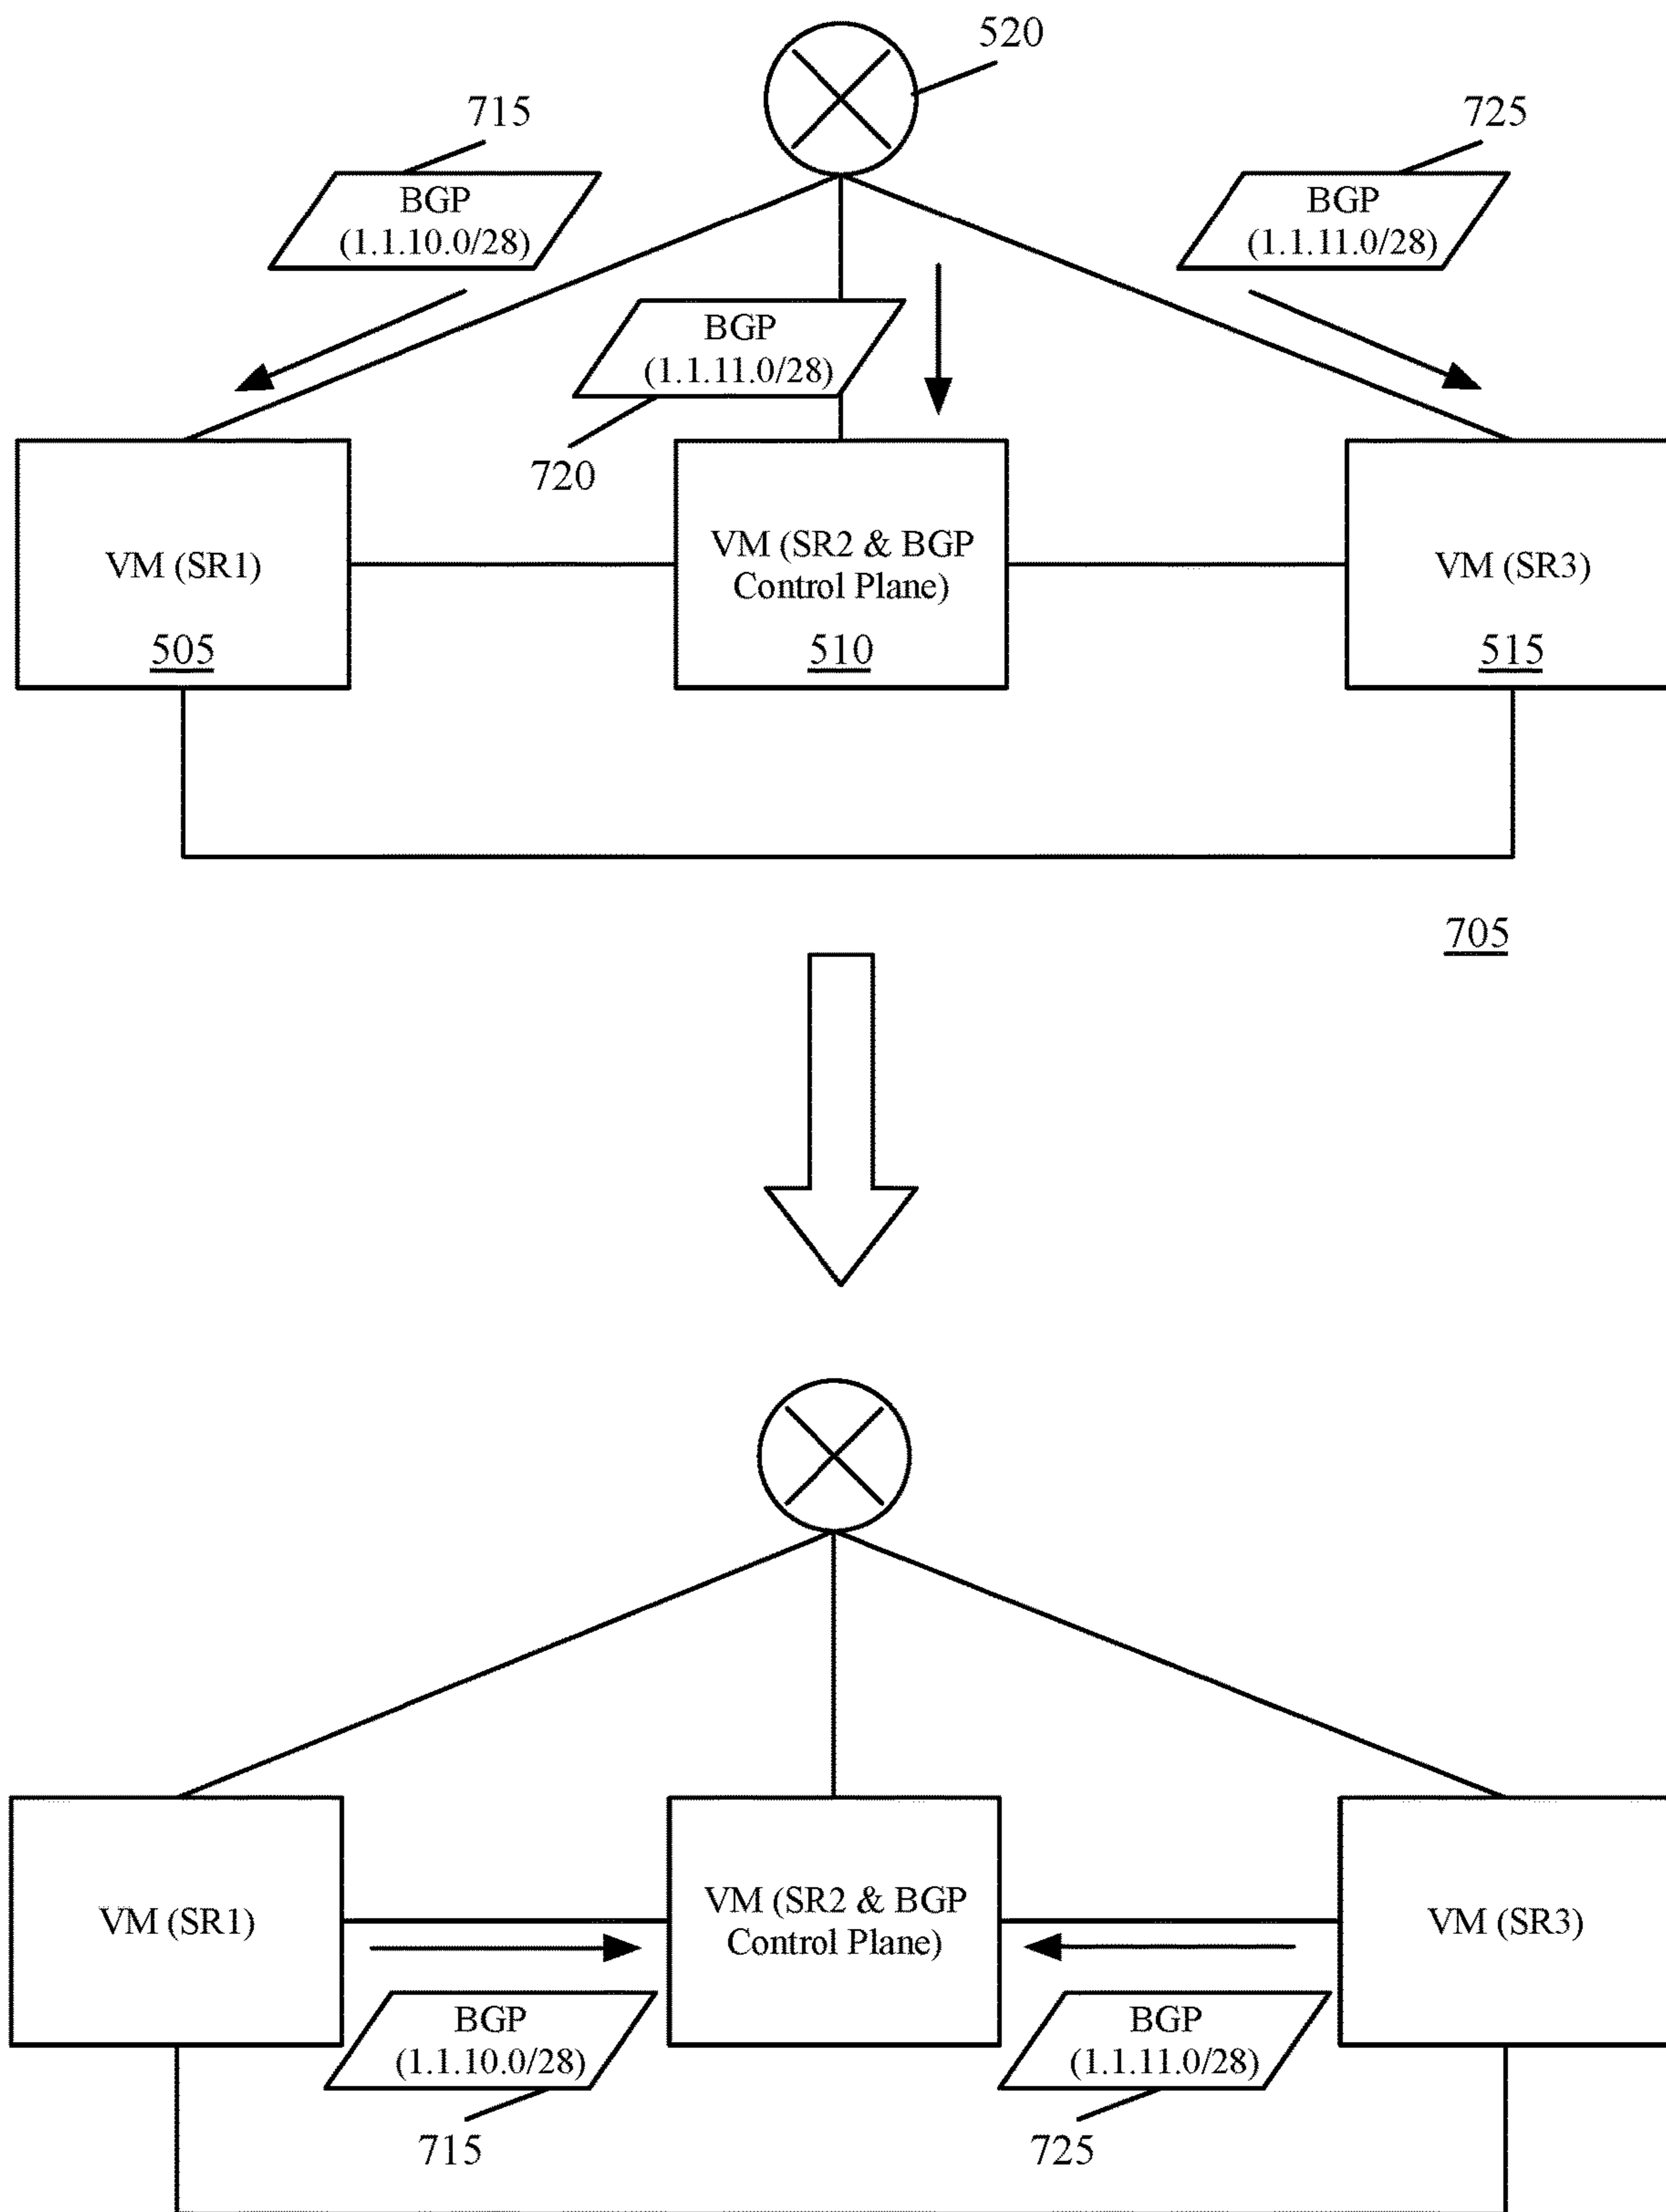 520
715
725
BGP
(1.1.10.0/28)
BGP
(1.1.11.0/28)
BGP
(1.1.11.0/28)
720
VM (SR1)
505
VM (SR2 & BGP
Control Plane)
510
VM (SR3)
515
705
VM (SR1)
VM (SR2 & BGP
Control Plane)
VM (SR3)
BGP
(1.1.10.0/28)
BGP
(1.1.11.0/28)
715
725